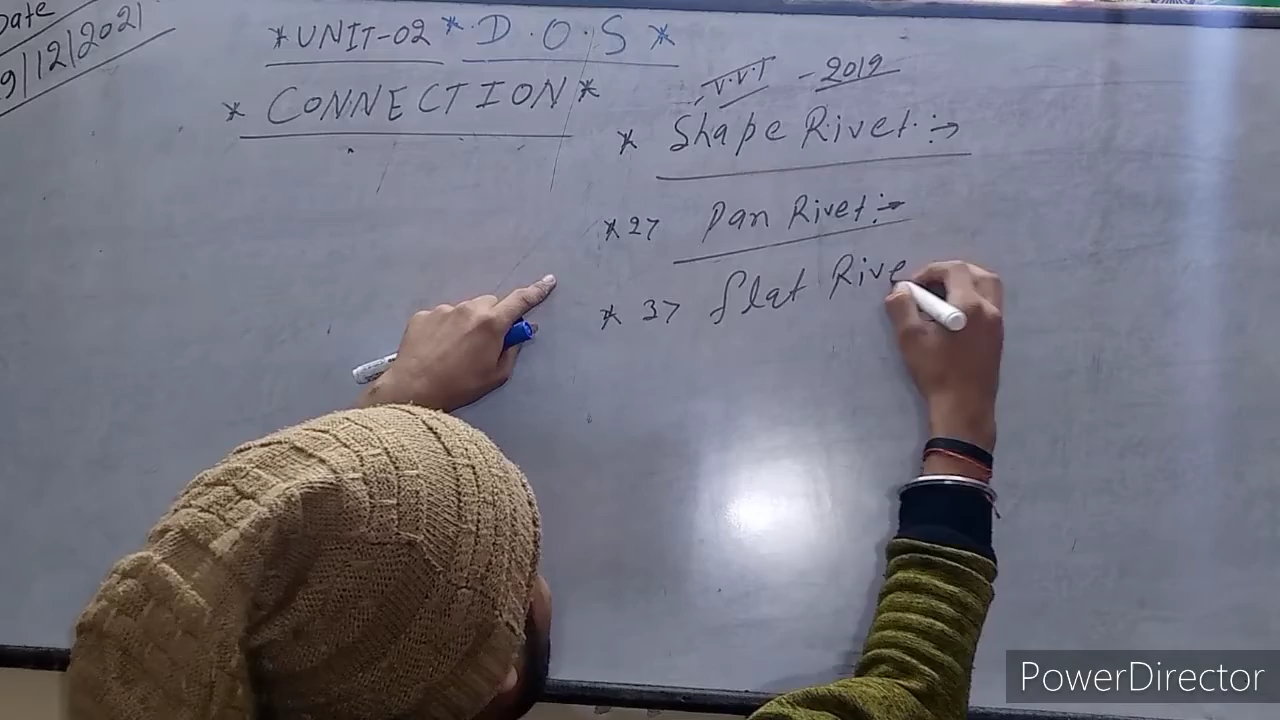 Date
9/12/2021
*UNIT-02 * D.O.S *
* CONNECTION *
V.V.I - 2019
* Shape Rivet :->
*2> Pan Rivet :-
* 3> flat Rive
PowerDirector